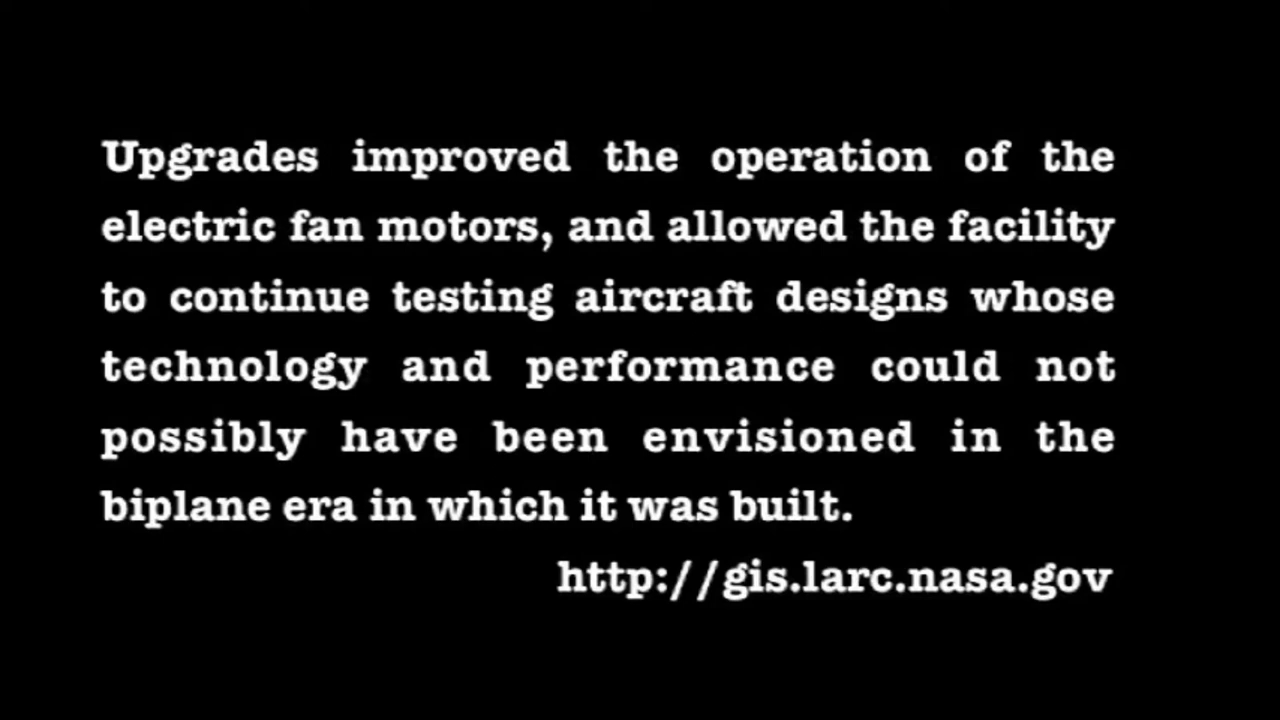 Upgrades improved the operation of the
electric fan motors, and allowed the facility
to continue testing aircraft designs whose
technology and performance could not
possibly have been envisioned in the
biplane era in which it was built.
http://gis.larc.nasa.gov